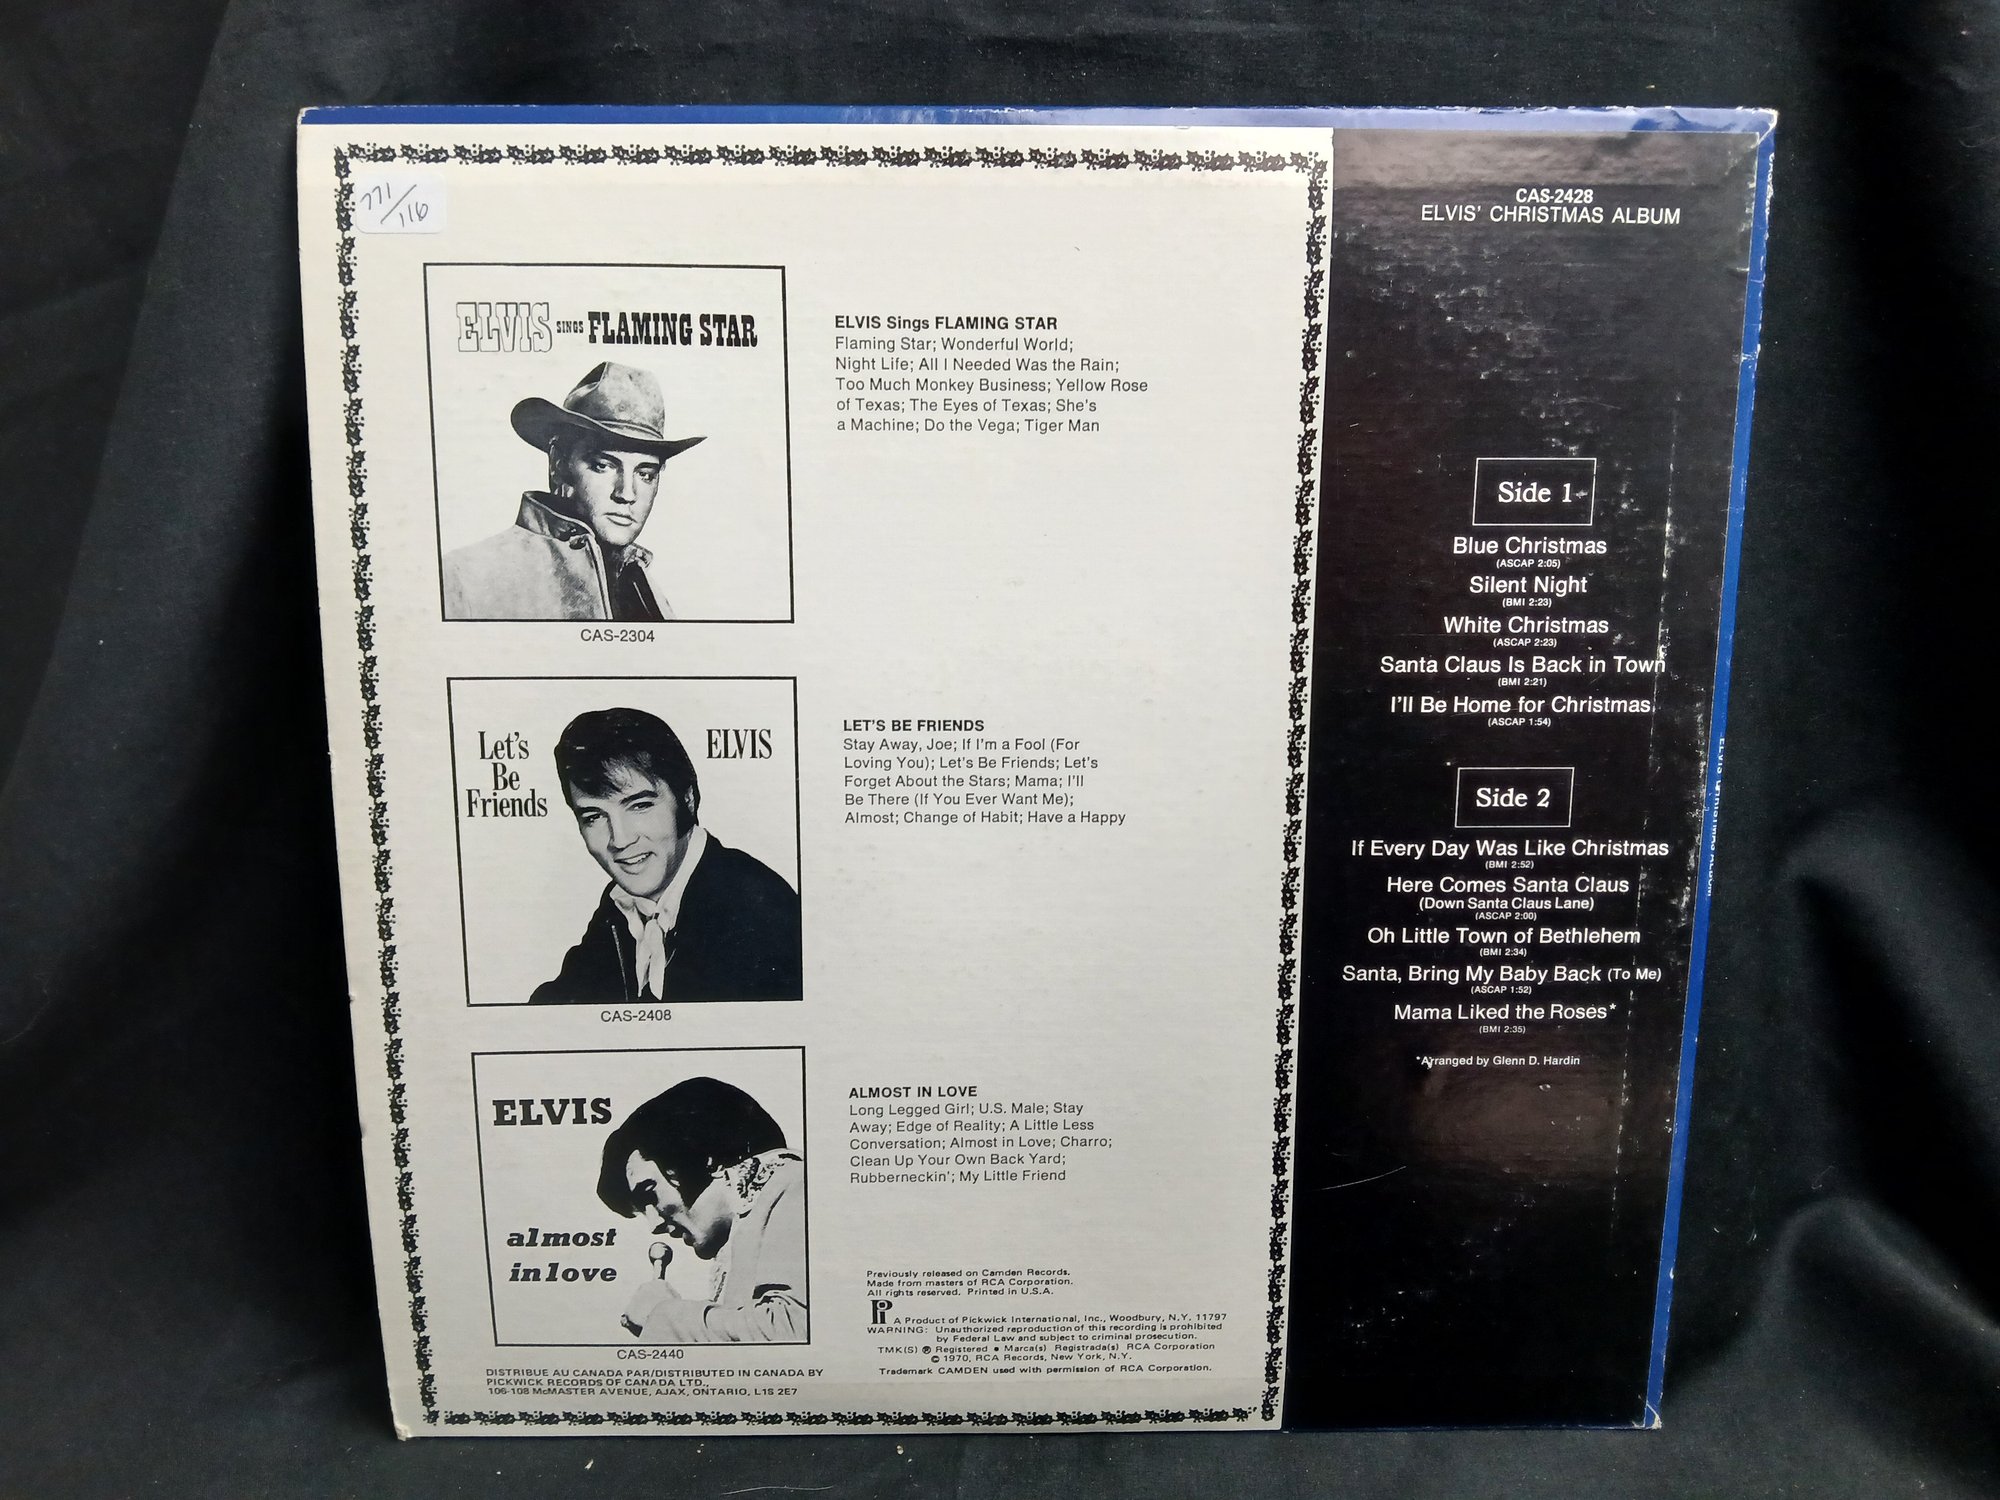 771/116
ELVIS SINGS FLAMING STAR
CAS-2304
ELVIS Sings FLAMING STAR
Flaming Star; Wonderful World;
Night Life; All I Needed Was the Rain;
Too Much Monkey Business; Yellow Rose
of Texas; The Eyes of Texas; She's
a Machine; Do the Vega; Tiger Man
Let's
Be
Friends
ELVIS
CAS-2408
LET'S BE FRIENDS
Stay Away, Joe; If I'm a Fool (For
Loving You); Let's Be Friends; Let's
Forget About the Stars; Mama; I'll
Be There (If You Ever Want Me);
Almost; Change of Habit; Have a Happy
ELVIS
almost
in love
CAS-2440
ALMOST IN LOVE
Long Legged Girl; U.S. Male; Stay
Away; Edge of Reality; A Little Less
Conversation; Almost in Love; Charro;
Clean Up Your Own Back Yard;
Rubberneckin'; My Little Friend
DISTRIBUE AU CANADA PAR/DISTRIBUTED IN CANADA BY
PICKWICK RECORDS OF CANADA LTD.,
106-108 McMASTER AVENUE, AJAX, ONTARIO, L1S 2E7
Previously released on Camden Records.
Made from masters of RCA Corporation.
All rights reserved. Printed in U.S.A.
Pi A Product of Pickwick International, Inc., Woodbury, N.Y. 11797
WARNING: Unauthorized reproduction of this recording is prohibited
by Federal Law and subject to criminal prosecution.
TMK(S) ® Registered • Marca(s) Registrada(s) RCA Corporation
© 1970, RCA Records, New York, N.Y.
Trademark CAMDEN used with permission of RCA Corporation.
CAS-2428
ELVIS' CHRISTMAS ALBUM
Side 1
Blue Christmas
(ASCAP 2:05)
Silent Night
(BMI 2:23)
White Christmas
(ASCAP 2:23)
Santa Claus Is Back in Town
(BMI 2:21)
I'll Be Home for Christmas
(ASCAP 1:54)
Side 2
If Every Day Was Like Christmas
(BMI 2:52)
Here Comes Santa Claus
(Down Santa Claus Lane)
(ASCAP 2:00)
Oh Little Town of Bethlehem
(BMI 2:34)
Santa, Bring My Baby Back (To Me)
(ASCAP 1:52)
Mama Liked the Roses*
(BMI 2:35)
*Arranged by Glenn D. Hardin
ELVIS' CHRISTMAS ALBUM